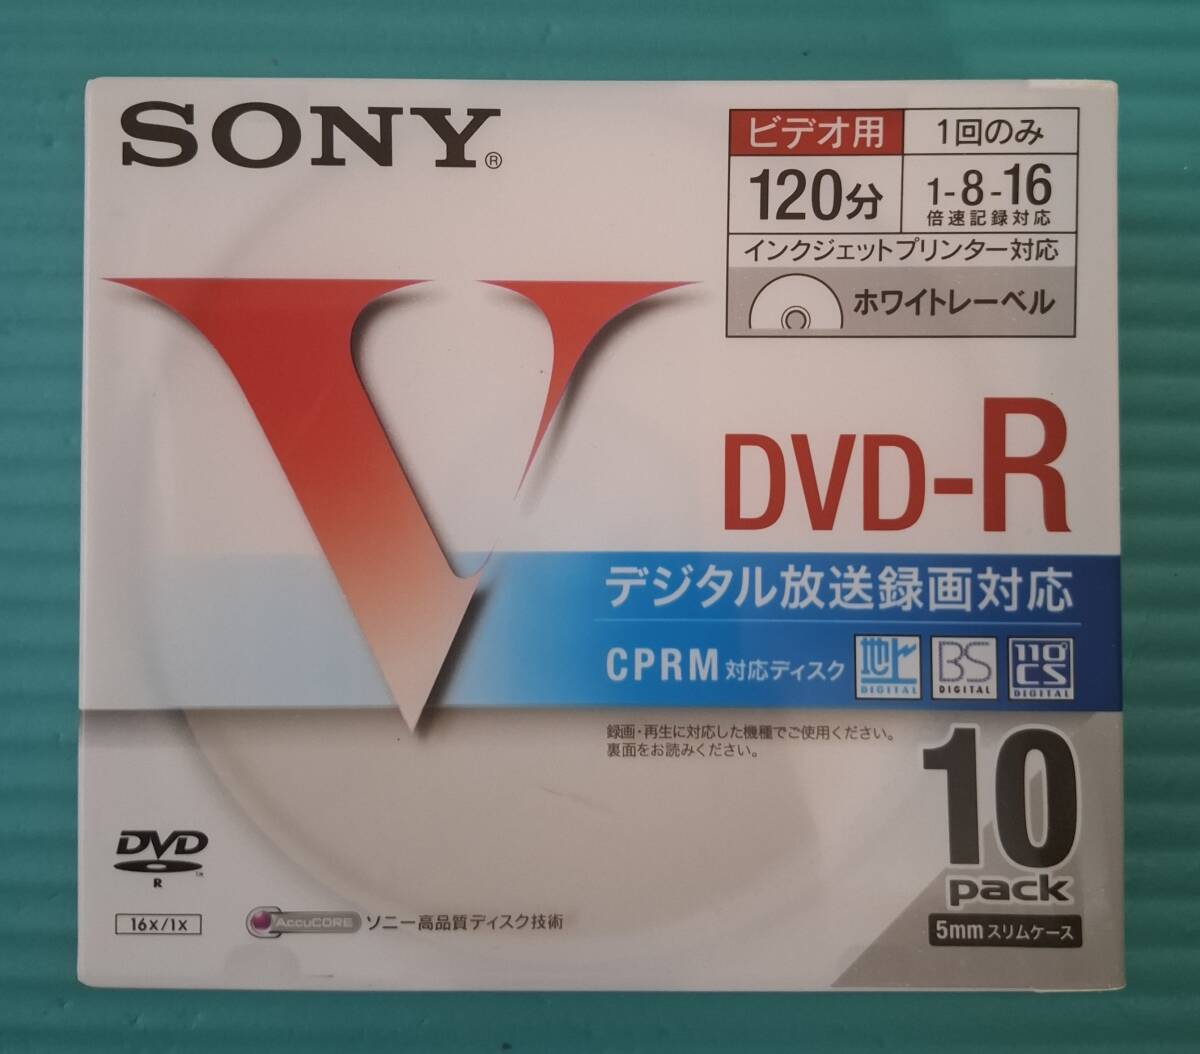 SONY®
ビデオ用 1回のみ
120分 1-8-16
倍速記録対応
インクジェットプリンター対応
ホワイトレーベル
V
DVD-R
デジタル放送録画対応
CPRM 対応ディスク
地上 DIGITAL
BS DIGITAL
110° CS DIGITAL
録画・再生に対応した機種でご使用ください。
裏面をお読みください。
10
pack
5mm スリムケース
DVD
R ™
16x/1x
AccuCORE ソニー高品質ディスク技術